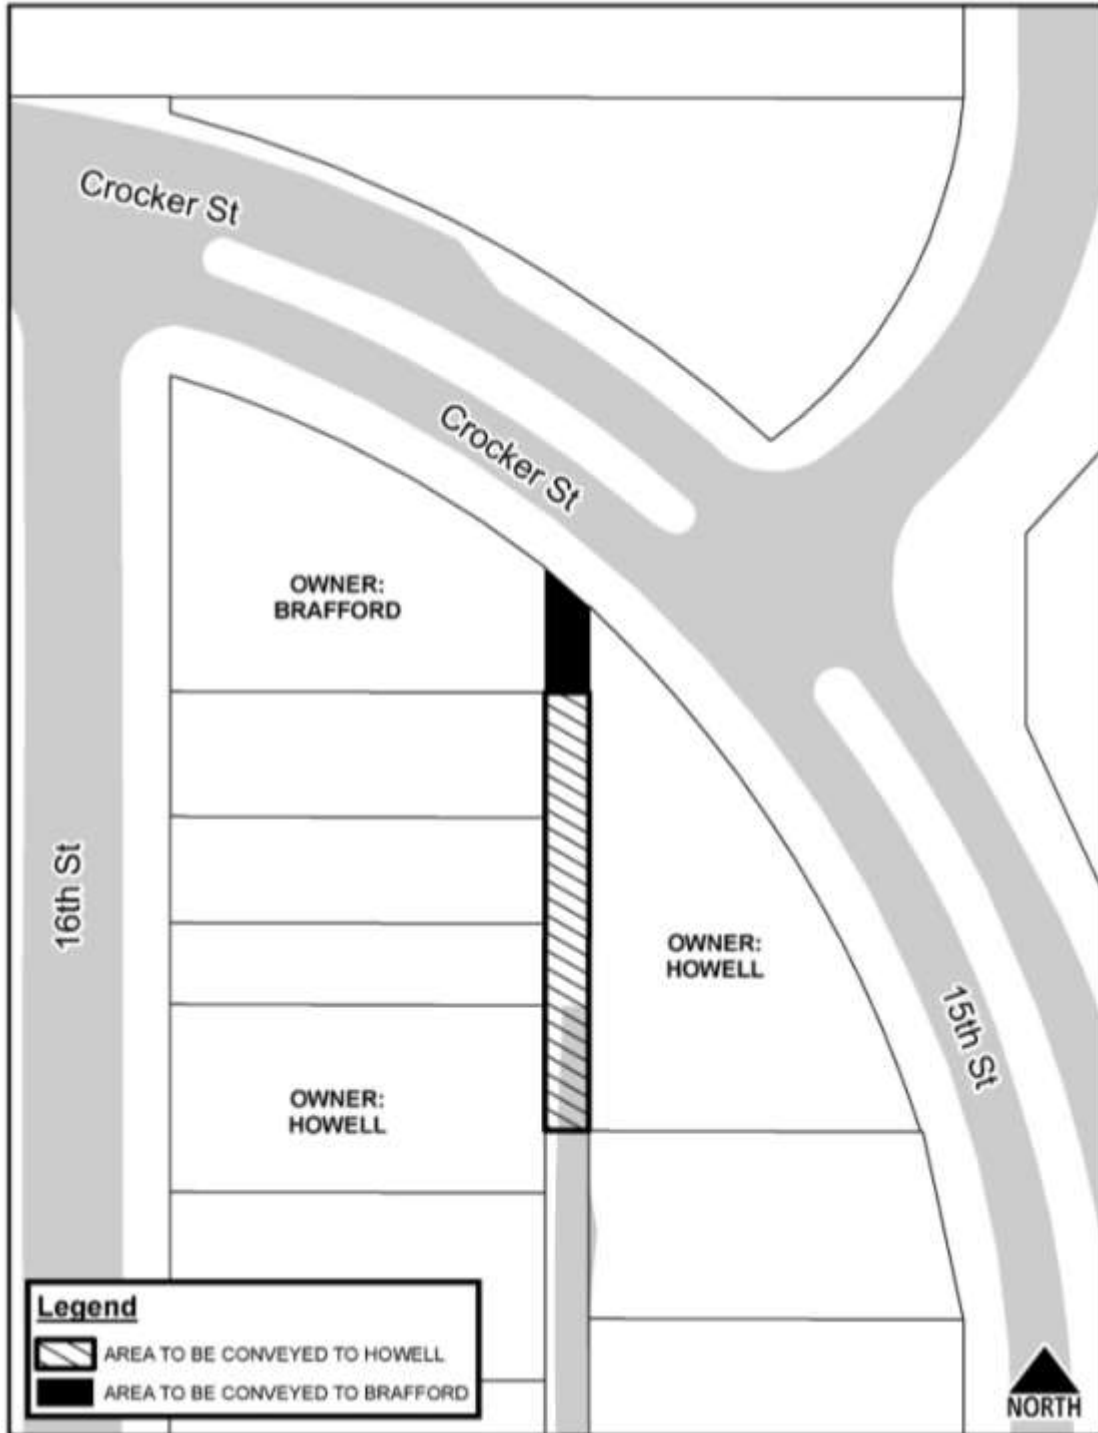 Crocker St
Crocker St
OWNER:
BRAFFORD
16th St
OWNER:
HOWELL
15th St
OWNER:
HOWELL
Legend
AREA TO BE CONVEYED TO HOWELL
AREA TO BE CONVEYED TO BRAFFORD
NORTH